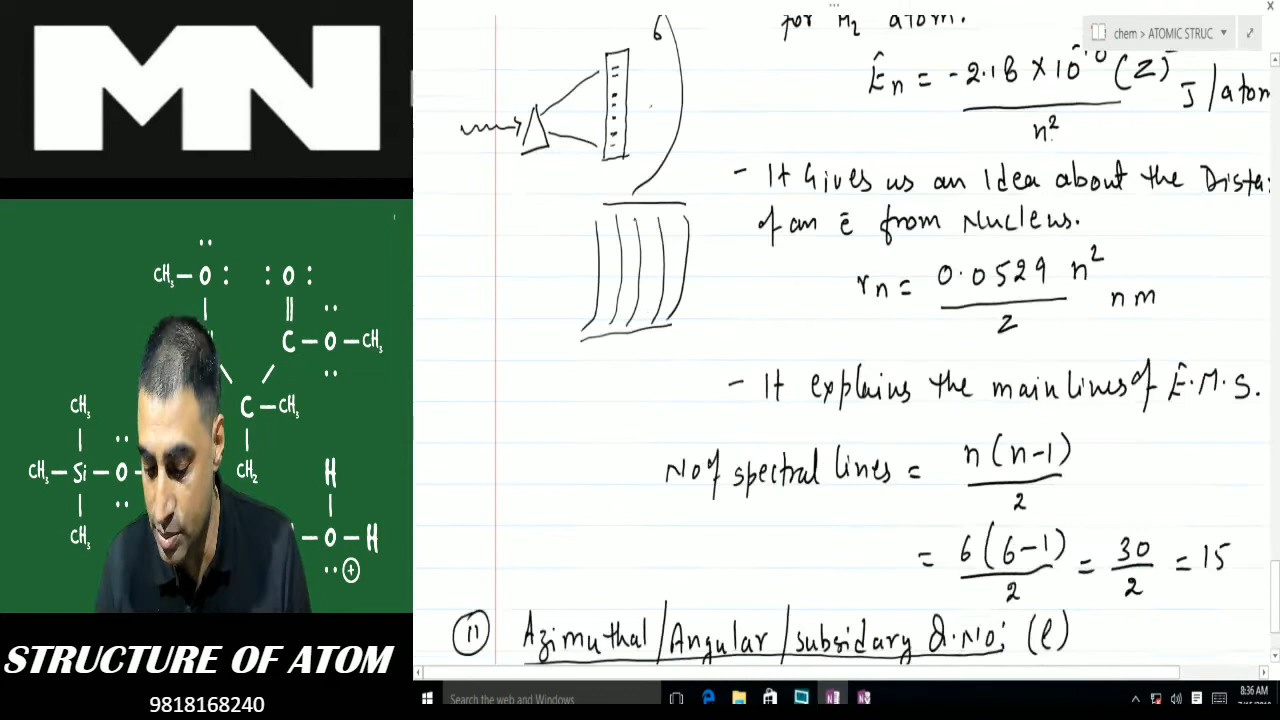 MN
CH₃—O: :O:
C—O—CH₃
CH₃ C—CH₃
CH₃—Si—O— CH₂ H
CH₃ —O—H
⊕
STRUCTURE OF ATOM
9818168240
chem > ATOMIC STRUC
6
for H₂ atom.
Eₙ = -2.18 × 10 (Z) J/atom
n²
- It Gives us an Idea about the Dista
of an ē from Nucleus.
rₙ = 0.0529 n² nm
Z
- It explains the main lines of E.M.S.
No of spectral lines = n(n-1)
2
= 6(6-1) = 30 = 15
2 2
(11) Azimuthal/Angular/subsidary Q.No; (l)
Search the web and Windows
8:36 AM